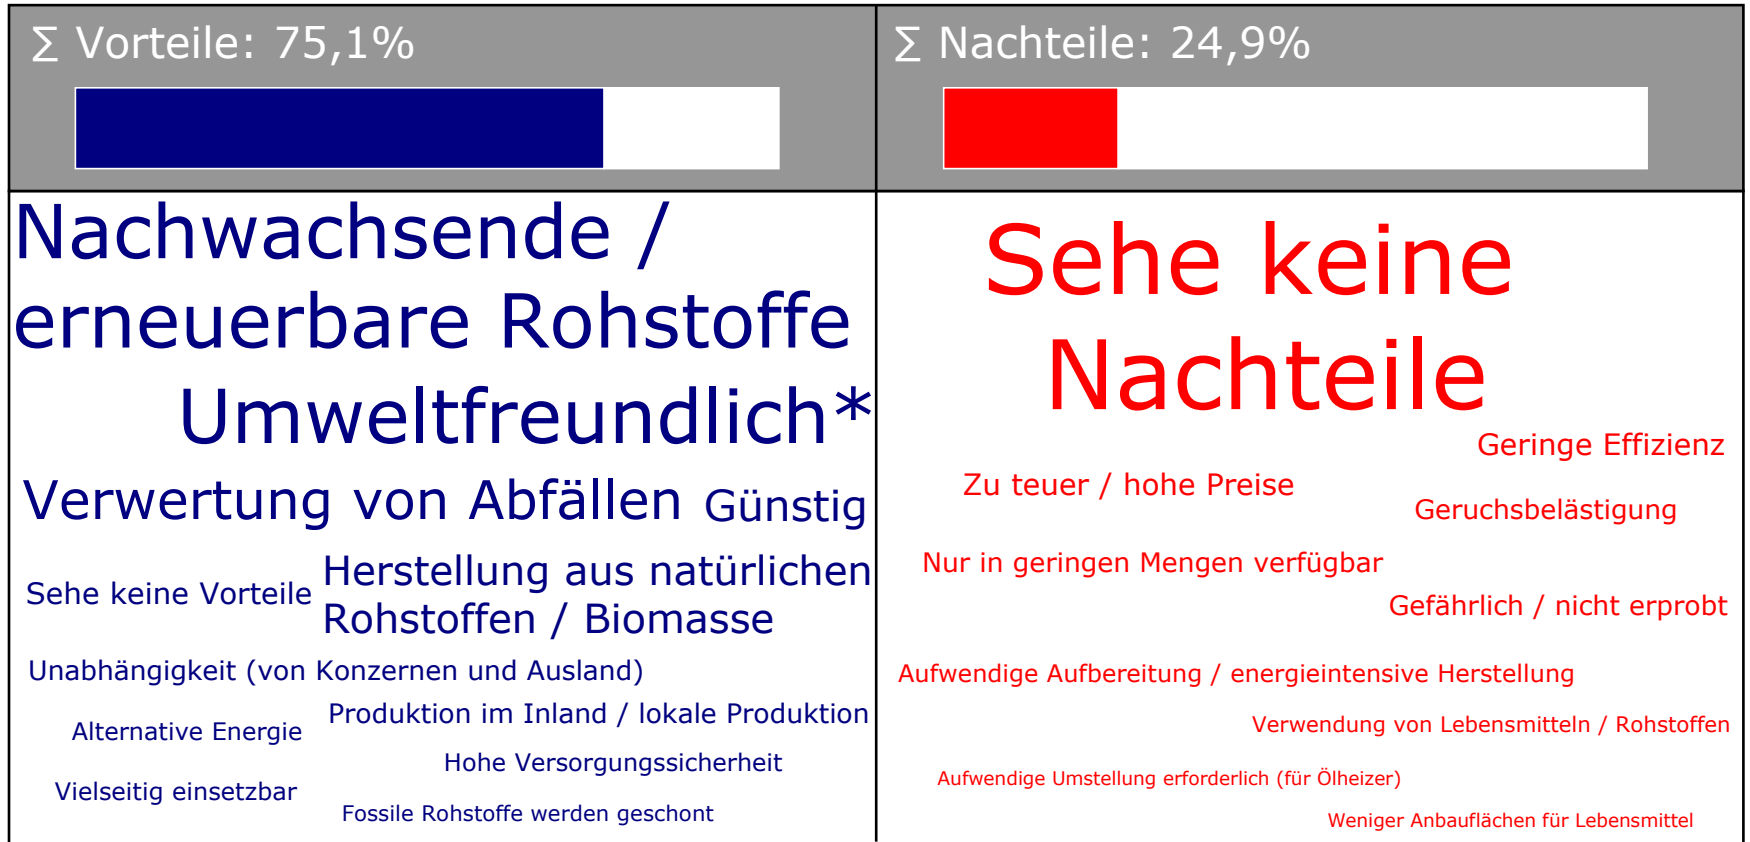 ∑ Vorteile: 75,1%
∑ Nachteile: 24,9%
Nachwachsende /
erneuerbare Rohstoffe
Umweltfreundlich*
Verwertung von Abfällen
Günstig
Sehe keine Vorteile
Herstellung aus natürlichen
Rohstoffen / Biomasse
Unabhängigkeit (von Konzernen und Ausland)
Produktion im Inland / lokale Produktion
Alternative Energie
Hohe Versorgungssicherheit
Vielseitig einsetzbar
Fossile Rohstoffe werden geschont
Sehe keine
Nachteile
Geringe Effizienz
Zu teuer / hohe Preise
Geruchsbelästigung
Nur in geringen Mengen verfügbar
Gefährlich / nicht erprobt
Aufwendige Aufbereitung / energieintensive Herstellung
Verwendung von Lebensmitteln / Rohstoffen
Aufwendige Umstellung erforderlich (für Ölheizer)
Weniger Anbauflächen für Lebensmittel